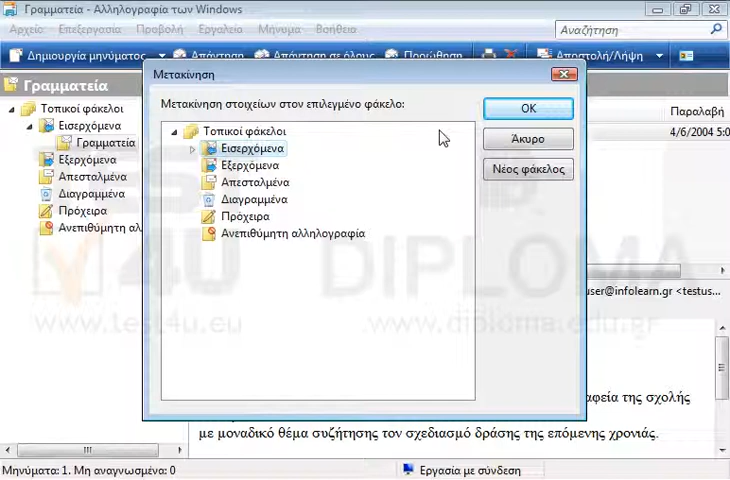 Γραμματεία - Αλληλογραφία των Windows
Αρχείο Επεξεργασία Προβολή Εργαλεία Μήνυμα Βοήθεια
Αναζήτηση
Δημιουργία μηνύματος Απάντηση Απάντηση σε όλους Προώθηση Αποστολή/Λήψη
Γραμματεία
Τοπικοί φάκελοι
Εισερχόμενα
Γραμματεία
Εξερχόμενα
Απεσταλμένα
Διαγραμμένα
Πρόχειρα
Ανεπιθύμητη αλ
Μετακίνηση
Μετακίνηση στοιχείων στον επιλεγμένο φάκελο:
Τοπικοί φάκελοι
Εισερχόμενα
Εξερχόμενα
Απεσταλμένα
Διαγραμμένα
Πρόχειρα
Ανεπιθύμητη αλληλογραφία
OK
Άκυρο
Νέος φάκελος
Παραλαβή
4/6/2004 5:0
user@infolearn.gr <testus...
αφεία της σχολής
με μοναδικό θέμα συζήτησης τον σχεδιασμό δράσης της επόμενης χρονιάς.
TEST 4U DIPLOMA
www.test4u.eu www.diploma.edu.gr
Μηνύματα: 1. Μη αναγνωσμένα: 0
Εργασία με σύνδεση